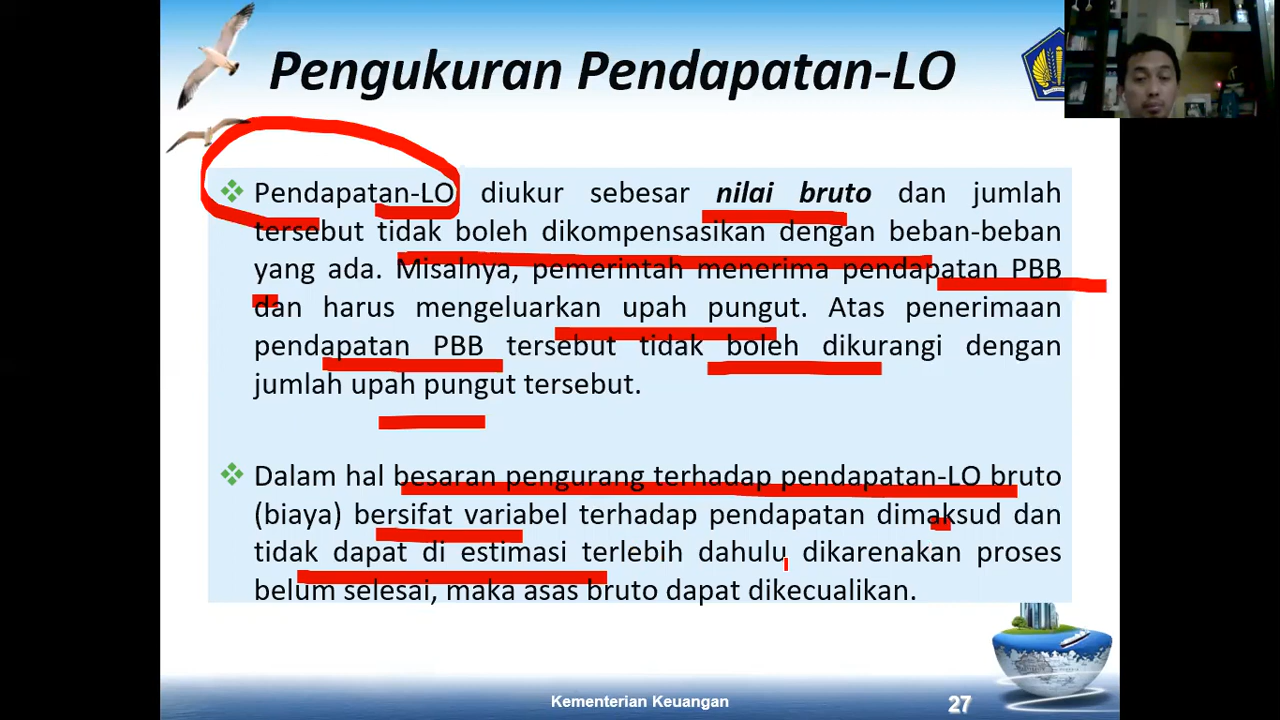 Pengukuran Pendapatan-LO
Pendapatan-LO diukur sebesar nilai bruto dan jumlah
tersebut tidak boleh dikompensasikan dengan beban-beban
yang ada. Misalnya, pemerintah menerima pendapatan PBB
dan harus mengeluarkan upah pungut. Atas penerimaan
pendapatan PBB tersebut tidak boleh dikurangi dengan
jumlah upah pungut tersebut.
Dalam hal besaran pengurang terhadap pendapatan-LO bruto
(biaya) bersifat variabel terhadap pendapatan dimaksud dan
tidak dapat di estimasi terlebih dahulu dikarenakan proses
belum selesai, maka asas bruto dapat dikecualikan.
Kementerian Keuangan
27